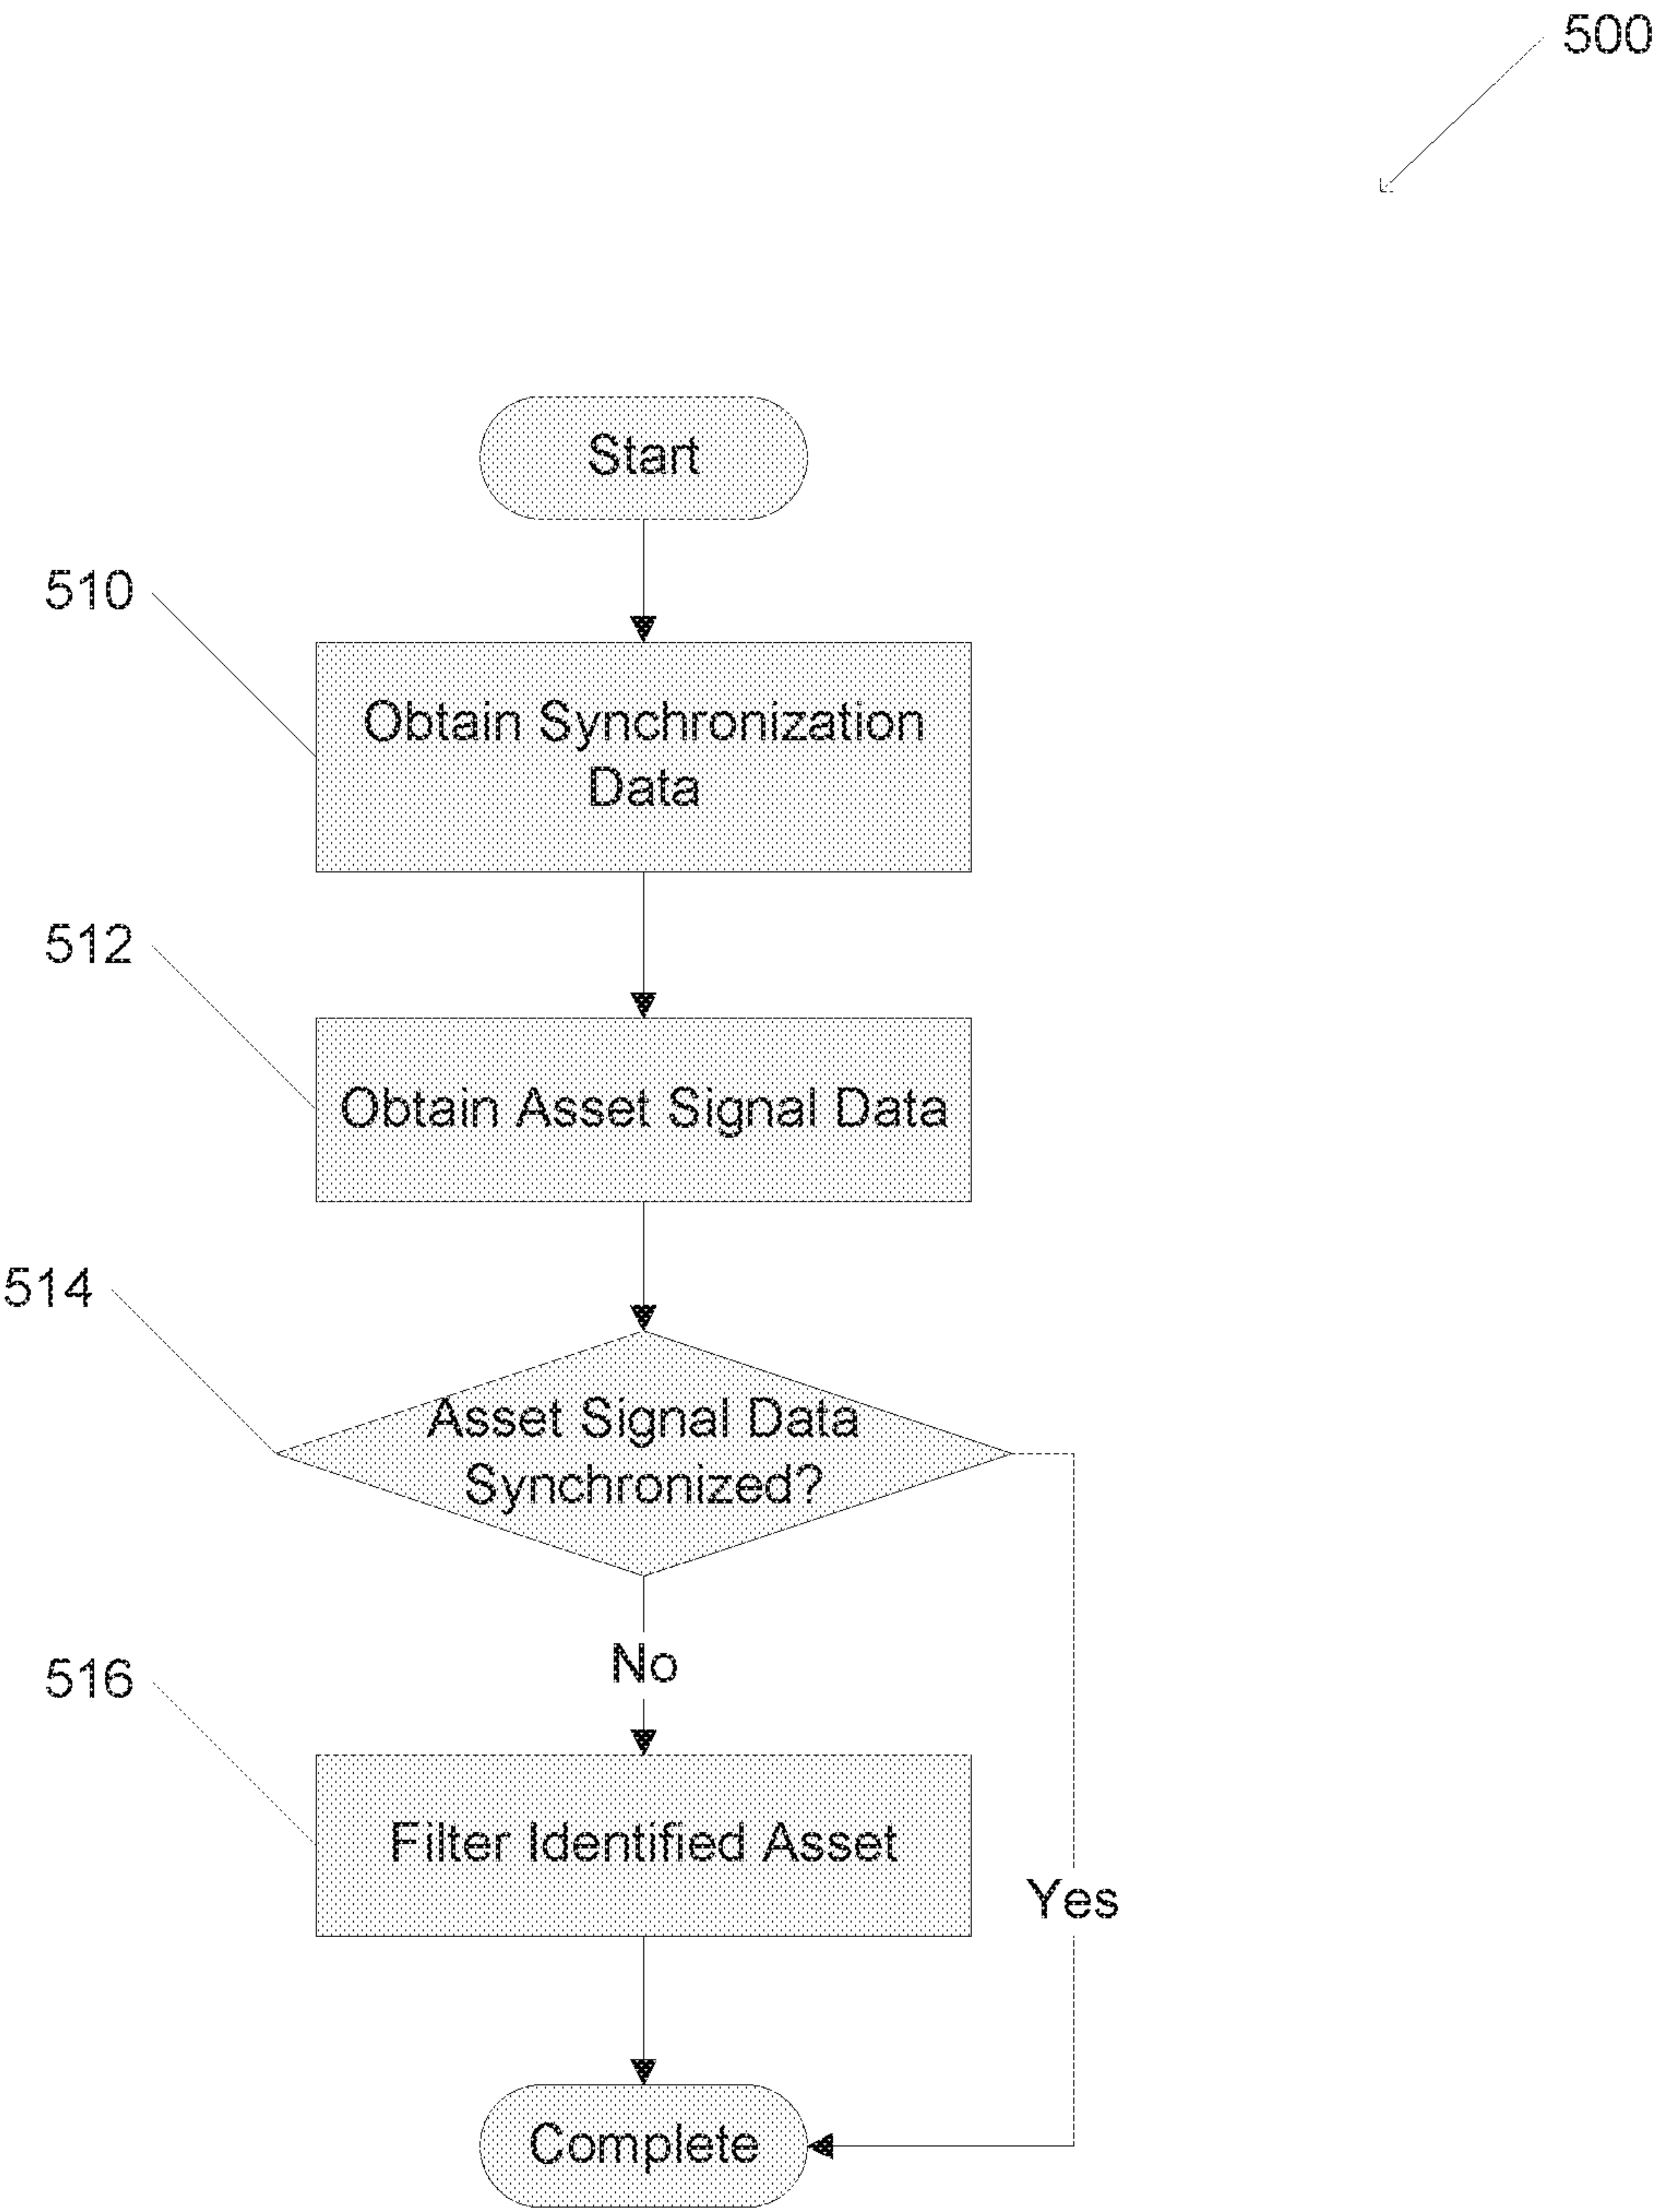 500
Start
510
Obtain Synchronization
Data
512
Obtain Asset Signal Data
514
Asset Signal Data
Synchronized?
No
516
Filter Identified Asset
Yes
Complete